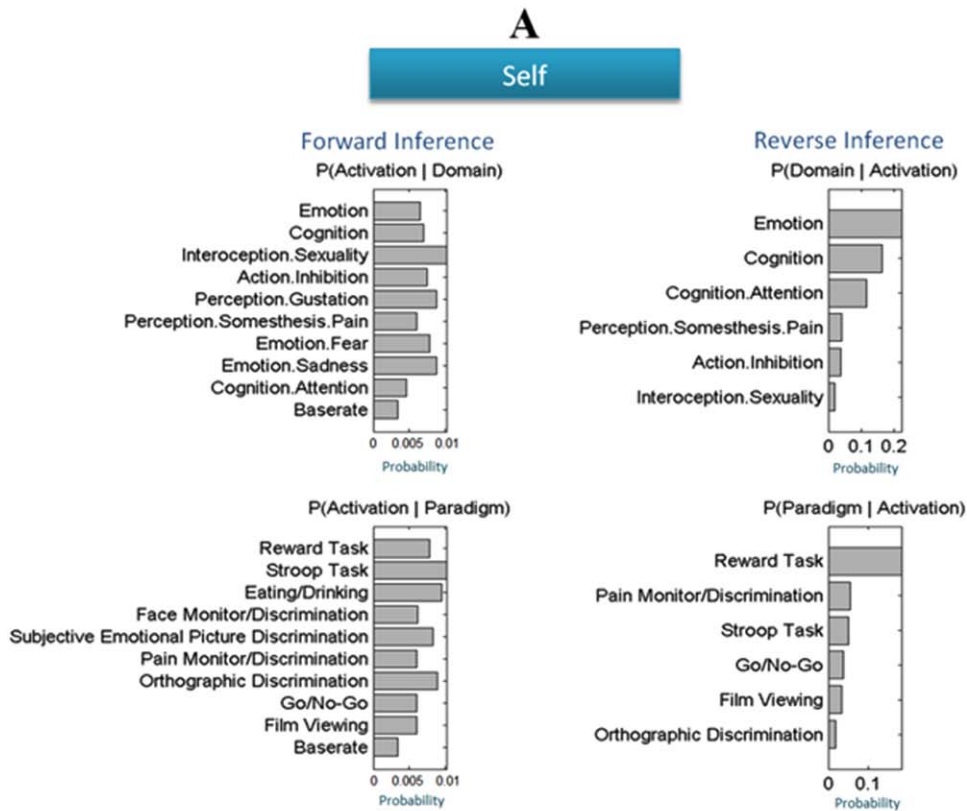 A
Self
Forward Inference
P(Activation | Domain)
Emotion
Cognition
Interoception.Sexuality
Action.Inhibition
Perception.Gustation
Perception.Somesthesis.Pain
Emotion.Fear
Emotion.Sadness
Cognition.Attention
Baserate
0 0.005 0.01
Probability
Reverse Inference
P(Domain | Activation)
Emotion
Cognition
Cognition.Attention
Perception.Somesthesis.Pain
Action.Inhibition
Interoception.Sexuality
0 0.1 0.2
Probability
P(Activation | Paradigm)
Reward Task
Stroop Task
Eating/Drinking
Face Monitor/Discrimination
Subjective Emotional Picture Discrimination
Pain Monitor/Discrimination
Orthographic Discrimination
Go/No-Go
Film Viewing
Baserate
0 0.005 0.01
Probability
P(Paradigm | Activation)
Reward Task
Pain Monitor/Discrimination
Stroop Task
Go/No-Go
Film Viewing
Orthographic Discrimination
0 0.1
Probability